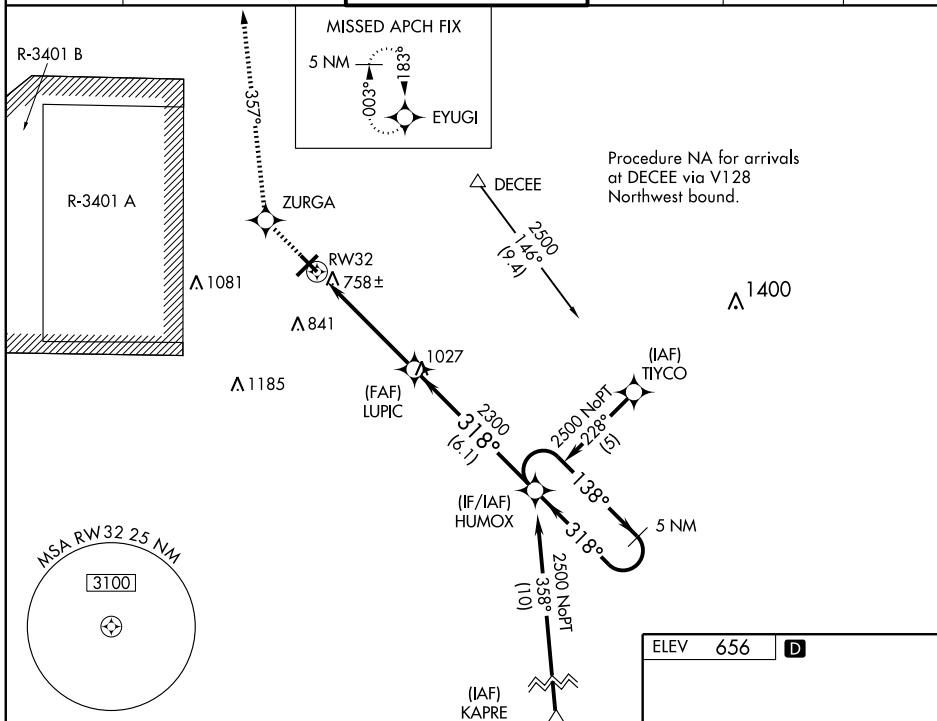 MISSED APCH FIX
5 NM
183°
003°
EYUGI
R-3401 B
R-3401 A
357°
ZURGA
RW32
758±
1081
841
1185
DECEE
2500
146°
(9.4)
Procedure NA for arrivals
at DECEE via V128
Northwest bound.
1400
1027
(FAF)
LUPIC
2300
318°
(6.1)
(IAF)
TIYCO
2500 NoPT
228°
(5)
138°
(IF/IAF)
HUMOX
318°
5 NM
2500 NoPT
358°
(10)
(IAF)
KAPRE
MSA RW32 25 NM
3100
ELEV 656 D